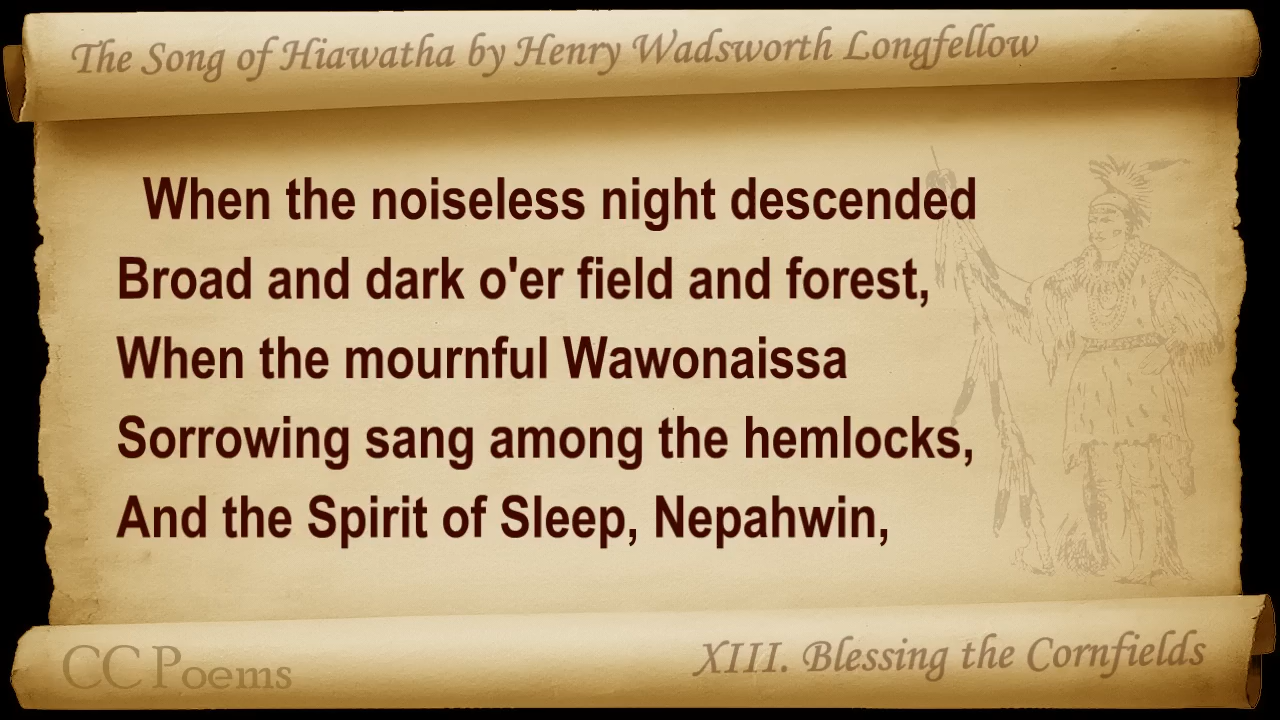 The Song of Hiawatha by Henry Wadsworth Longfellow
When the noiseless night descended
Broad and dark o'er field and forest,
When the mournful Wawonaissa
Sorrowing sang among the hemlocks,
And the Spirit of Sleep, Nepahwin,
CC Poems
XIII. Blessing the Cornfields